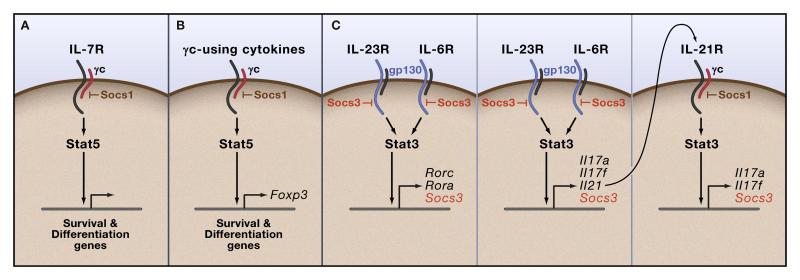 A
IL-7R
γc
Socs1
Stat5
Survival &
Differentiation
genes
B
γc-using cytokines
γc
Socs1
Stat5
Foxp3
Survival &
Differentiation
genes
C
IL-23R IL-6R
gp130
Socs3 Socs3
Stat3
Rorc
Rora
Socs3
IL-23R IL-6R
gp130
Socs3 Socs3
Stat3
Il17a
Il17f
Il21
Socs3
IL-21R
γc
Socs1
Stat3
Il17a
Il17f
Socs3